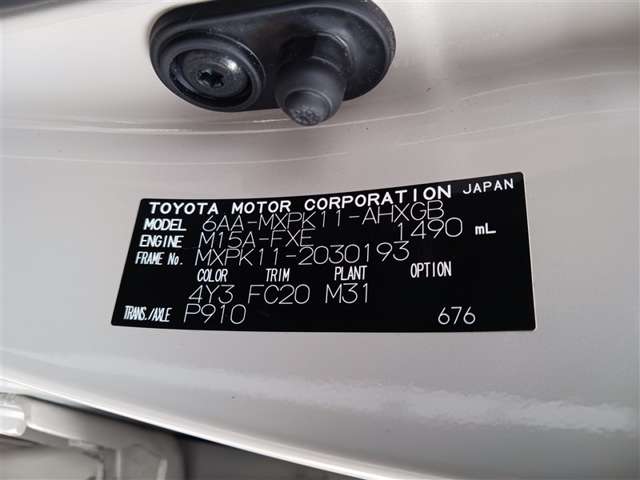 TOYOTA MOTOR CORPORATION JAPAN
MODEL 6AA-MXPK11-AHXGB
ENGINE M15A-FXE 1490 mL
FRAME No. MXPK11-2030193
COLOR TRIM PLANT OPTION
4Y3 FC20 M31
TRANS./AXLE P910 676